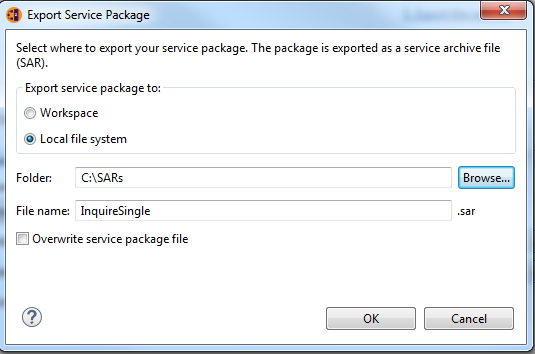 Export Service Package
Select where to export your service package. The package is exported as a service archive file
(SAR).
Export service package to:
Workspace
Local file system
Folder: C:\SARs Browse...
File name: InquireSingle .sar
Overwrite service package file
? OK Cancel